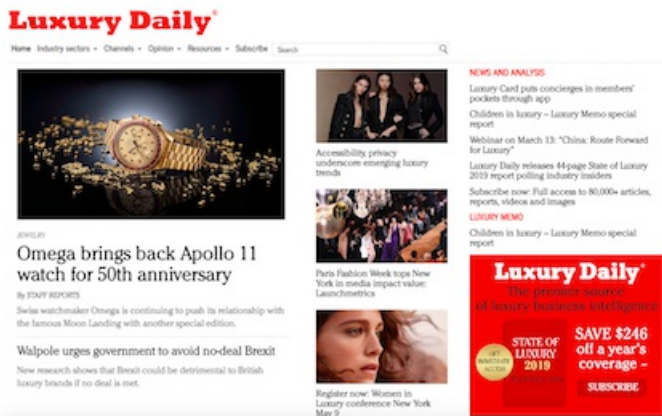 Luxury Daily®
Home Industry sectors Channels Opinion Resources Subscribe Search
JEWELRY
Omega brings back Apollo 11
watch for 50th anniversary
By STAFF REPORTS
Swiss watchmaker Omega is continuing to push its relationship with
the famous Moon Landing with another special edition.
Walpole urges government to avoid no-deal Brexit
New research shows that Brexit could be detrimental to British
luxury brands if no deal is met.
Accessibility, privacy
underscore emerging luxury
trends
Paris Fashion Week tops New
York in media impact value:
Launchmetrics
Register now: Women in
Luxury conference New York
May 9
NEWS AND ANALYSIS
Luxury Card puts concierges in members'
pockets through app
Children in luxury – Luxury Memo special
report
Webinar on March 13: "China: Route Forward
for Luxury"
Luxury Daily releases 44-page State of Luxury
2019 report polling industry insiders
Subscribe now: Full access to 80,000+ articles,
reports, videos and images
LUXURY MEMO
Children in luxury – Luxury Memo special
report
Luxury Daily®
The premier source
of luxury business intelligence
GET
IMMEDIATE
ACCESS
STATE OF
LUXURY
2019
SAVE $246
off a year's
coverage –
SUBSCRIBE